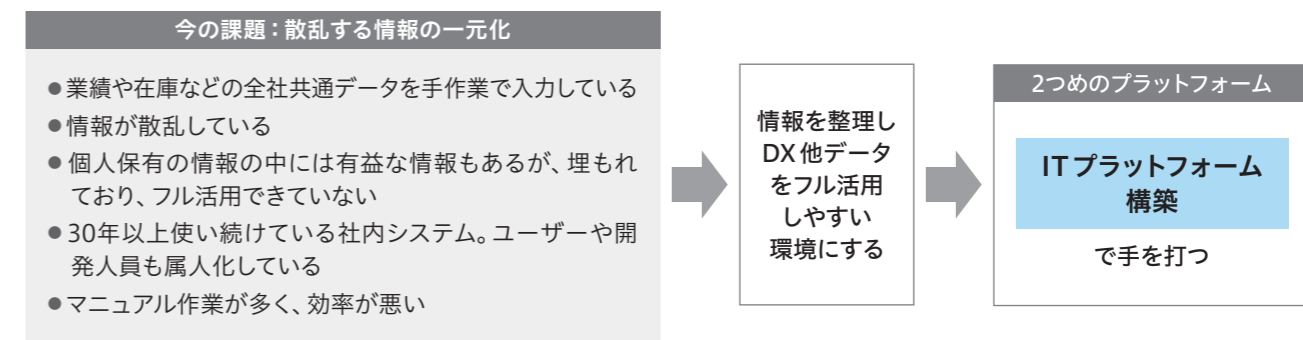 今の課題：散乱する情報の一元化
●業績や在庫などの全社共通データを手作業で入力している
●情報が散乱している
●個人保有の情報の中には有益な情報もあるが、埋もれ
ており、フル活用できていない
●30年以上使い続けている社内システム。ユーザーや開
発人員も属人化している
●マニュアル作業が多く、効率が悪い
情報を整理し
DX他データ
をフル活用
しやすい
環境にする
2つめのプラットフォーム
ITプラットフォーム
構築
で手を打つ